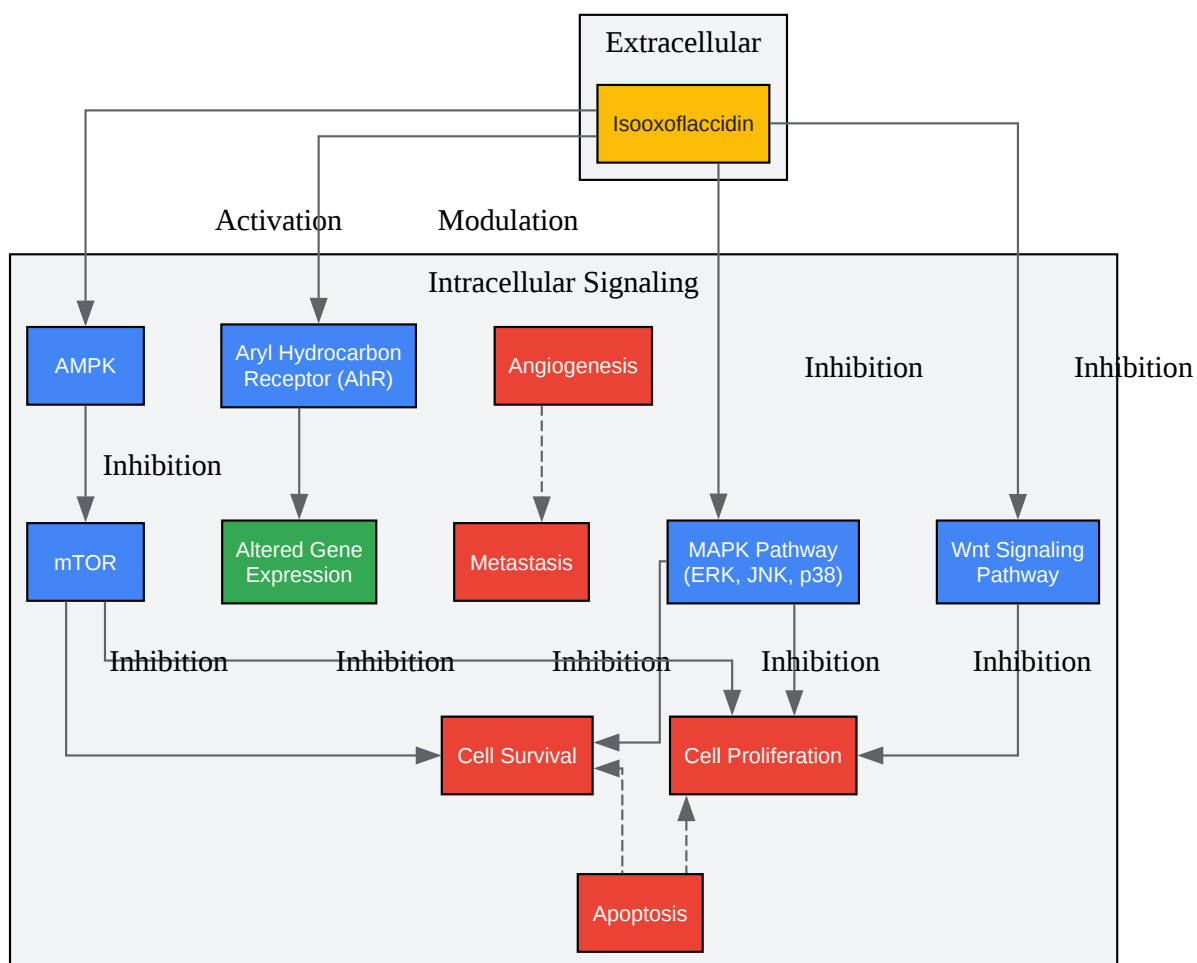 Extracellular
Isooxoflaccidin
Activation
Modulation
Intracellular Signaling
AMPK
Aryl Hydrocarbon
Receptor (AhR)
Angiogenesis
Inhibition
Inhibition
Inhibition
mTOR
Altered Gene
Expression
Metastasis
MAPK Pathway
(ERK, JNK, p38)
Wnt Signaling
Pathway
Inhibition
Inhibition
Inhibition
Inhibition
Inhibition
Cell Survival
Cell Proliferation
Apoptosis